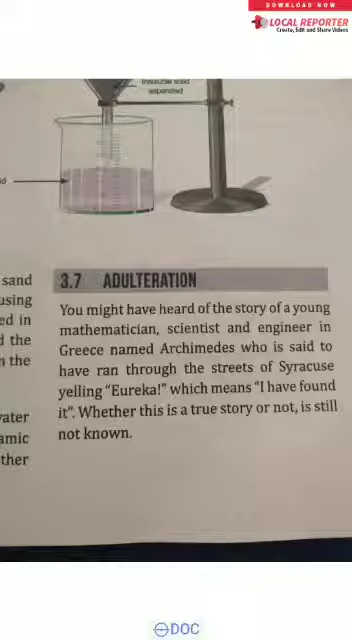 DOWNLOAD NOW
LOCAL REPORTER
Create, Edit and Share Videos
insoluble solid
separated
sand
using
ed in
d the
n the
vater
amic
ther
3.7 ADULTERATION
You might have heard of the story of a young
mathematician, scientist and engineer in
Greece named Archimedes who is said to
have ran through the streets of Syracuse
yelling “Eureka!” which means “I have found
it”. Whether this is a true story or not, is still
not known.
DOC